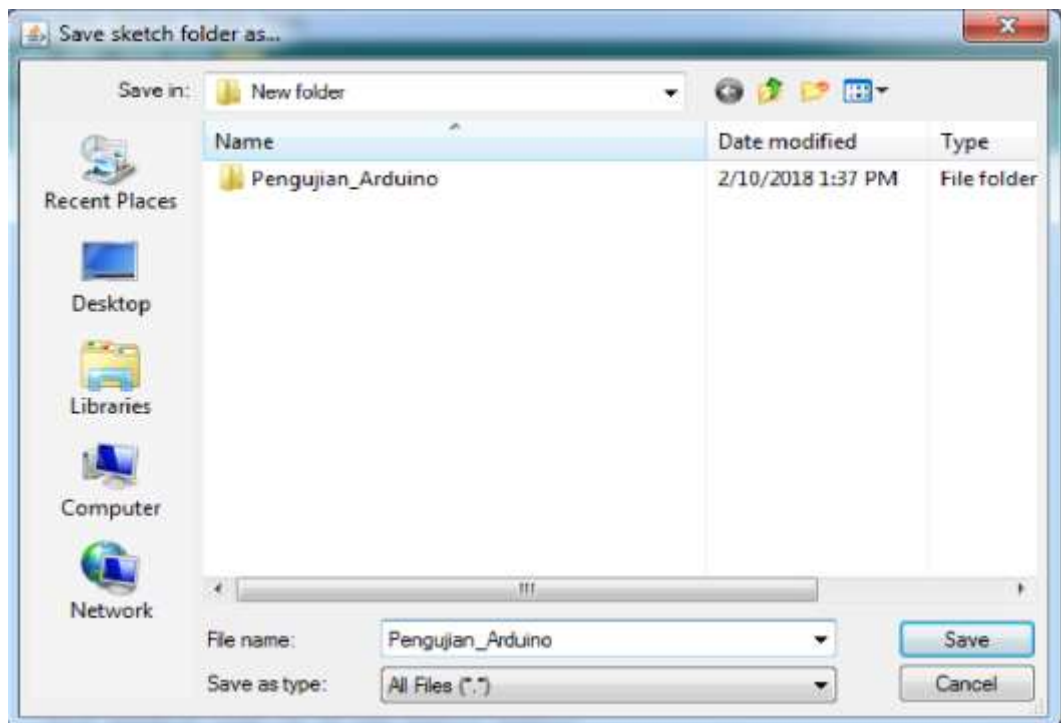 Save sketch folder as...
Save in: New folder
Name Date modified Type
Pengujian_Arduino 2/10/2018 1:37 PM File folder
Recent Places
Desktop
Libraries
Computer
Network
File name: Pengujian_Arduino Save
Save as type: All Files (*.*) Cancel